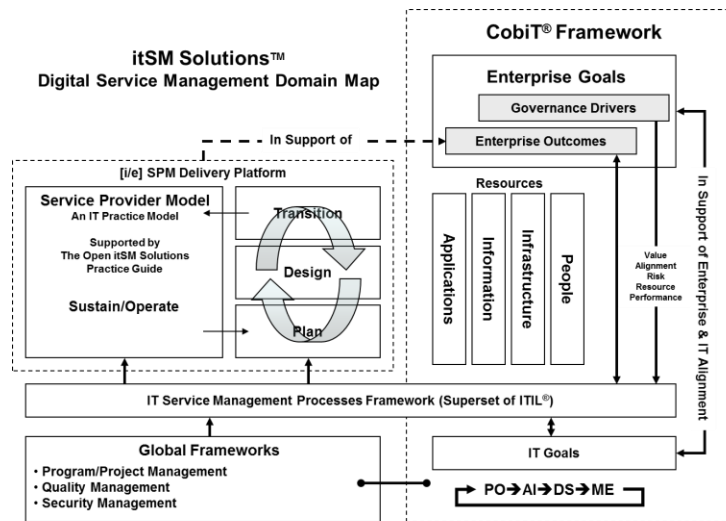 itSM Solutions™
Digital Service Management Domain Map
CobiT® Framework
Enterprise Goals
Governance Drivers
Enterprise Outcomes
In Support of
[i/e] SPM Delivery Platform
Service Provider Model
An IT Practice Model
Supported by
The Open itSM Solutions
Practice Guide
Sustain/Operate
Transition
Design
Plan
Resources
Applications
Information
Infrastructure
People
Value
Alignment
Risk
Resource
Performance
In Support of Enterprise & IT Alignment
IT Service Management Processes Framework (Superset of ITIL®)
Global Frameworks
• Program/Project Management
• Quality Management
• Security Management
IT Goals
PO➔AI➔DS➔ME